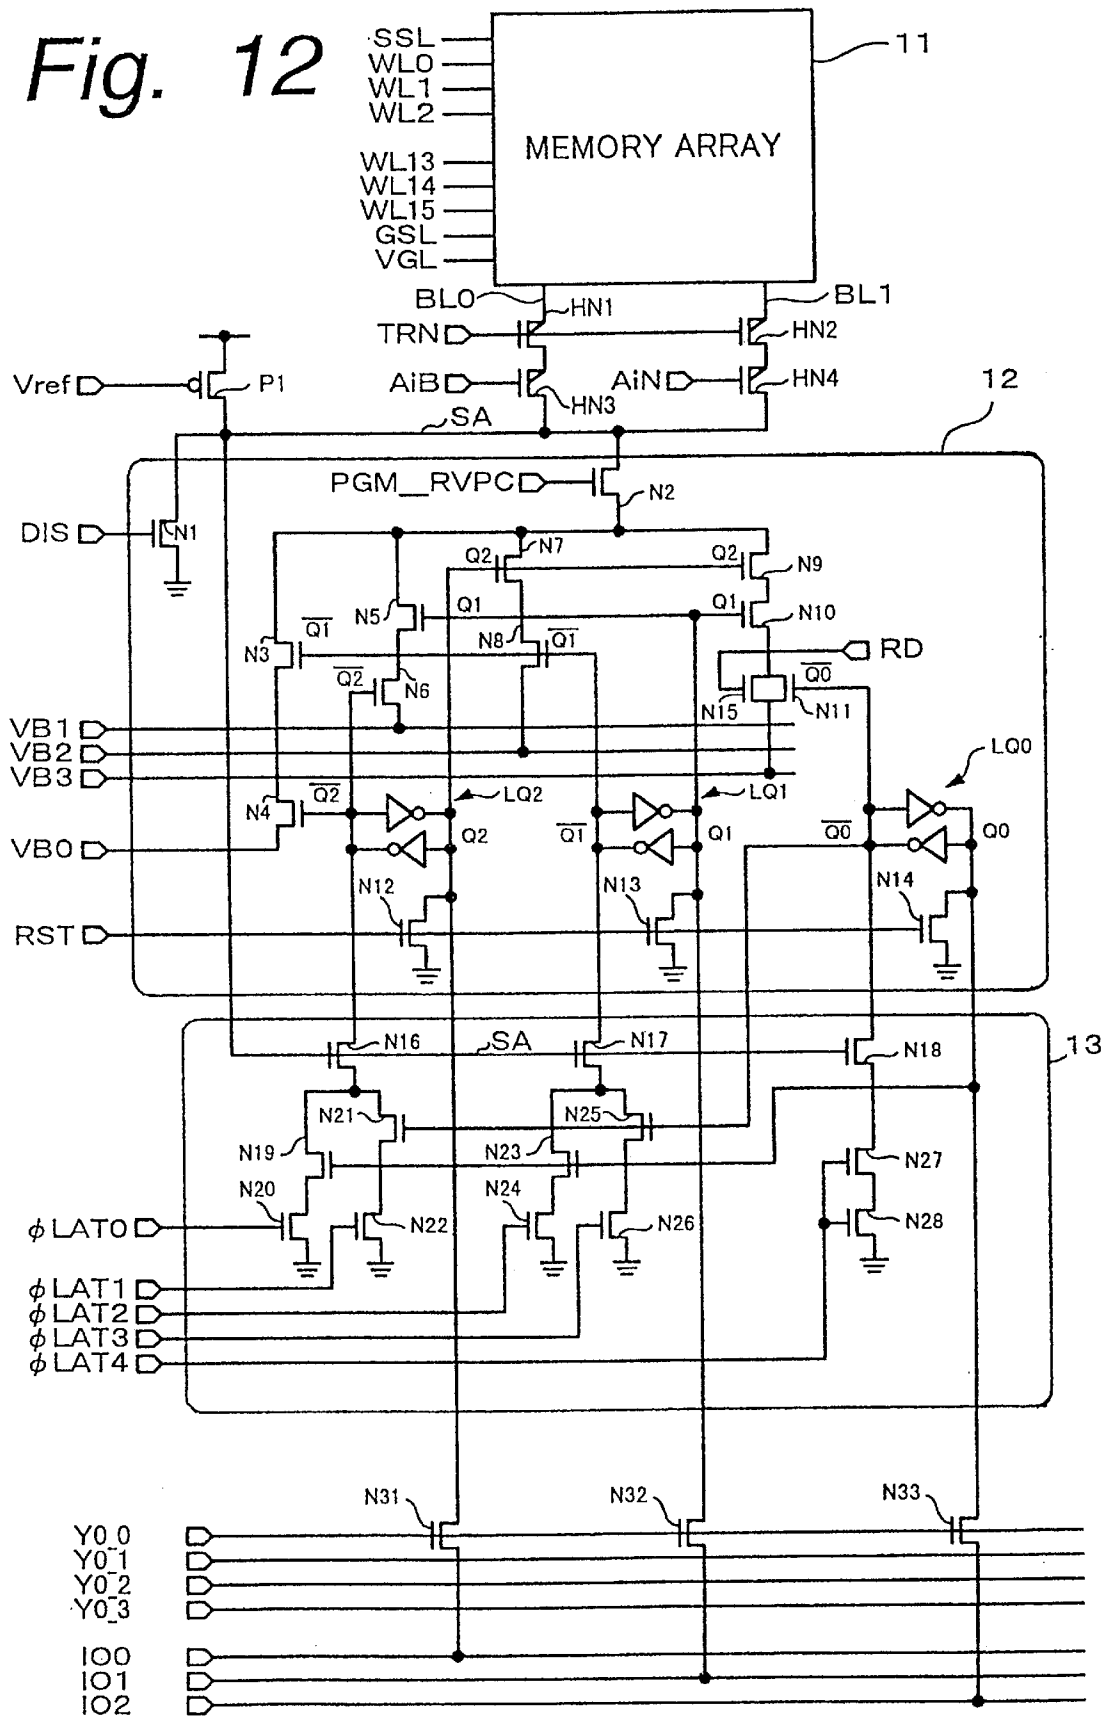 Fig. 12
SSL
WL0
WL1
WL2
WL13
WL14
WL15
GSL
VGL
MEMORY ARRAY
11
BL0
HN1
BL1
TRN
HN2
AiB
HN3
AiN
HN4
Vref
P1
SA
12
PGM_RVPC
N2
DIS
N1
Q2
N7
Q2
N9
N5
Q1
Q1
N10
N3
Q1
N8
Q1
RD
Q2
N6
N15
Q0
N11
VB1
VB2
VB3
LQ0
N4
Q2
LQ2
LQ1
VB0
Q2
Q1
Q1
Q0
Q0
N12
N13
N14
RST
N16
SA
N17
N18
13
N21
N25
N19
N23
N27
N20
N24
φLAT0
N22
N26
N28
φLAT1
φLAT2
φLAT3
φLAT4
N31
N32
N33
Y0_0
Y0_1
Y0_2
Y0_3
IO0
IO1
IO2